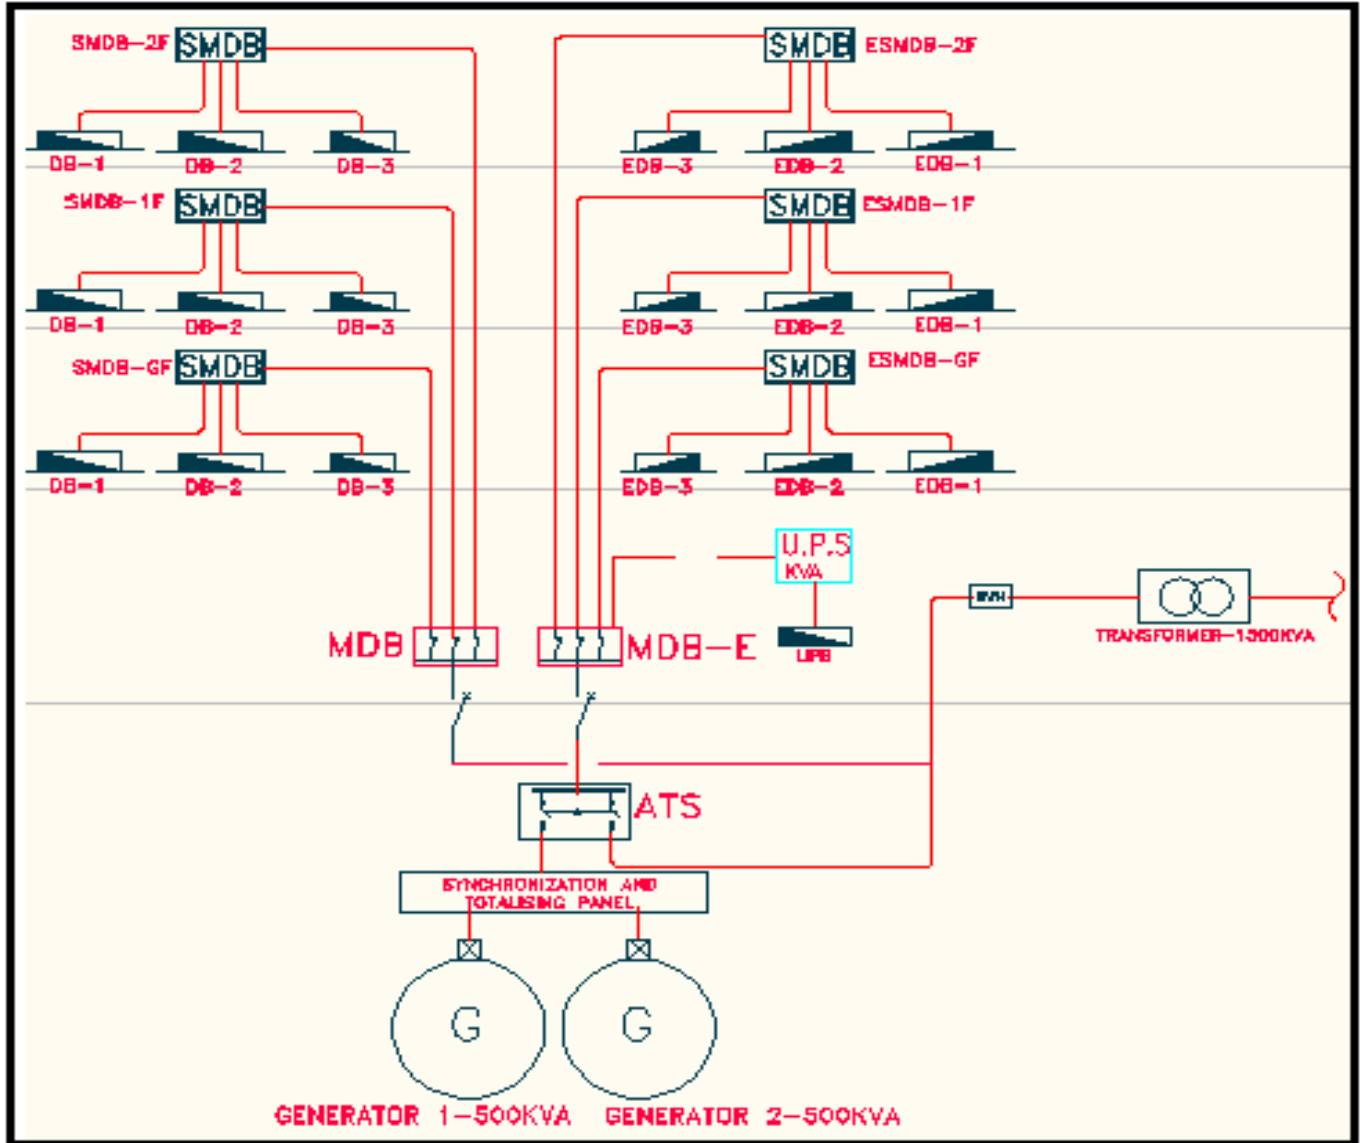 SMDB-2F SMDB SMDB ESMDB-2F
DB-1 DB-2 DB-3 EDB-3 EDB-2 EDB-1
SMDB-1F SMDB SMDB ESMDB-1F
DB-1 DB-2 DB-3 EDB-3 EDB-2 EDB-1
SMDB-GF SMDB SMDB ESMDB-GF
DB-1 DB-2 DB-3 EDB-3 EDB-2 EDB-1
U.P.S
KVA
MDB MDB-E
TRANSFORMER-1500KVA
ATS
SYNCHRONIZATION AND
TOTALISING PANEL
G G
GENERATOR 1-500KVA GENERATOR 2-500KVA